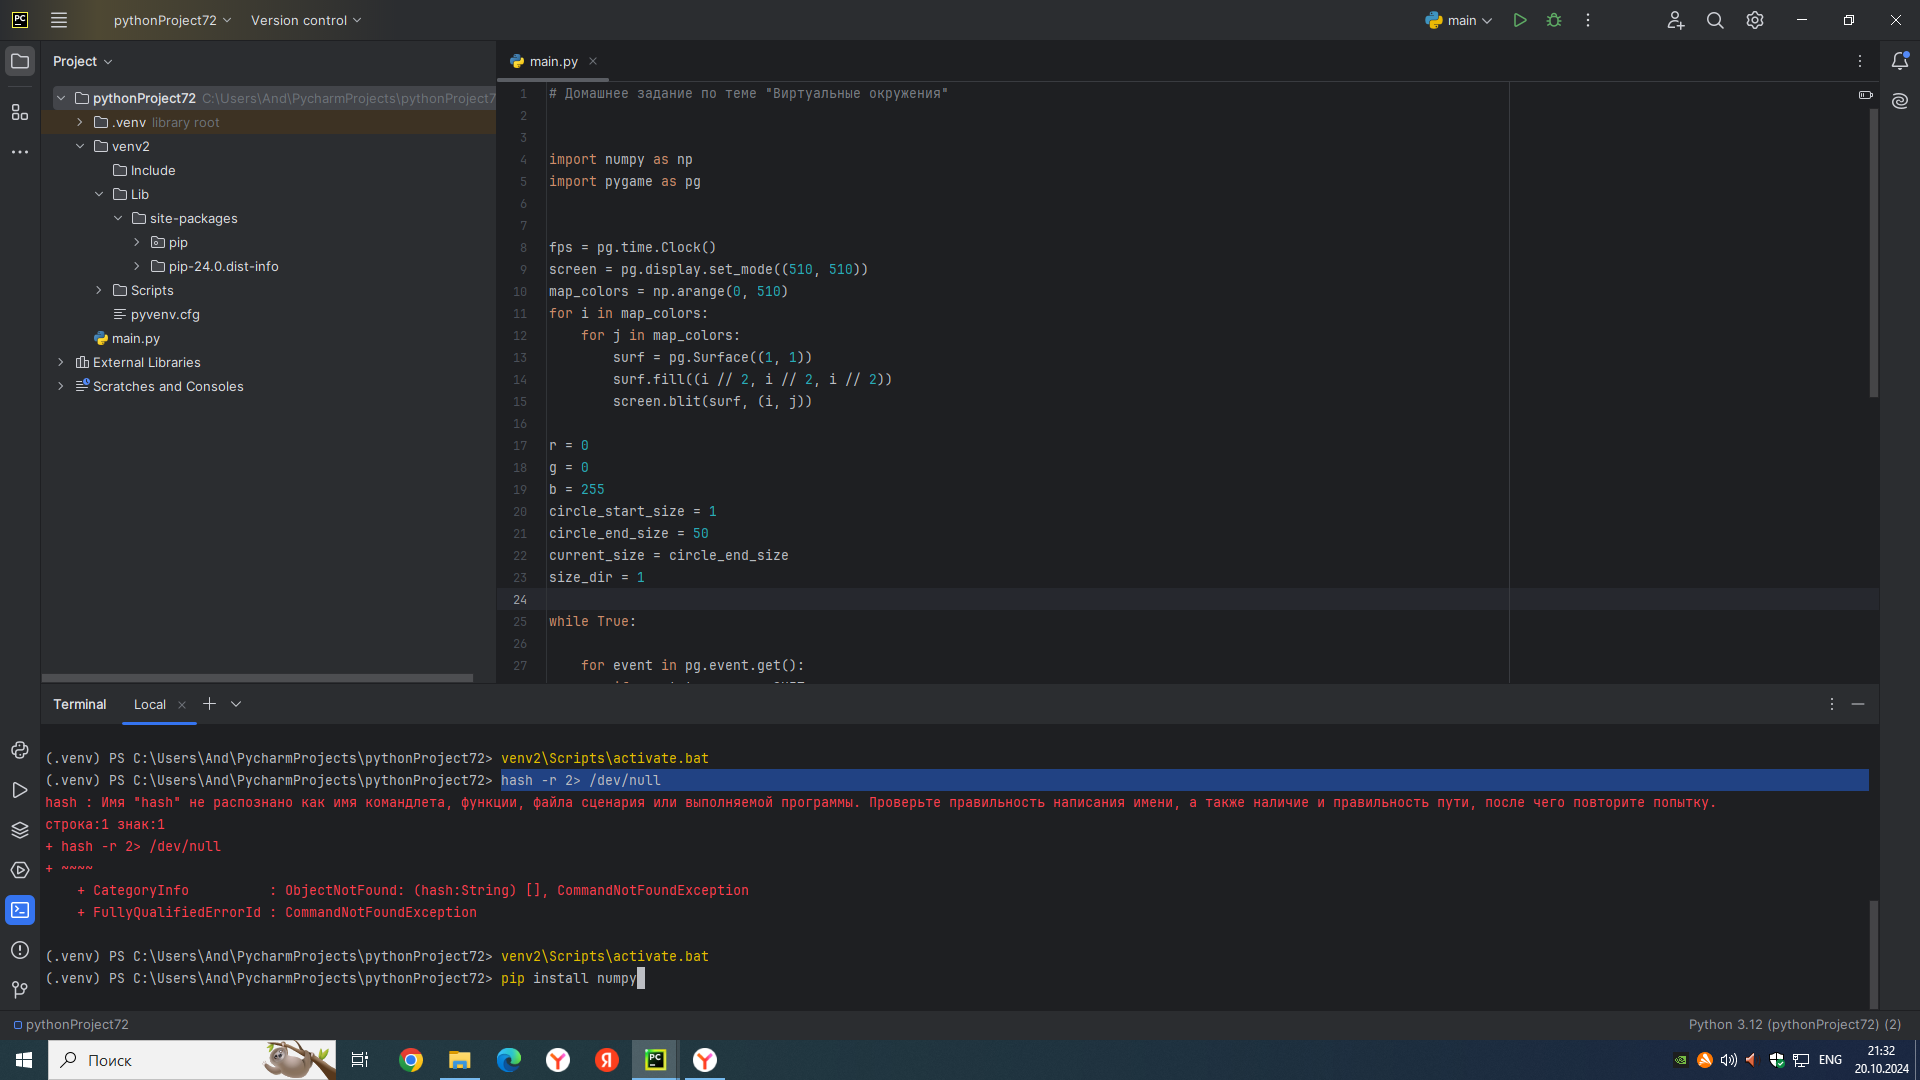 PC pythonProject72 Version control main
Project
pythonProject72 C:\Users\And\PycharmProjects\pythonProject7
.venv library root
venv2
Include
Lib
site-packages
pip
pip-24.0.dist-info
Scripts
pyvenv.cfg
main.py
External Libraries
Scratches and Consoles
main.py
1 # Домашнее задание по теме "Виртуальные окружения"
2
3
4 import numpy as np
5 import pygame as pg
6
7
8 fps = pg.time.Clock()
9 screen = pg.display.set_mode((510, 510))
10 map_colors = np.arange(0, 510)
11 for i in map_colors:
12 for j in map_colors:
13 surf = pg.Surface((1, 1))
14 surf.fill((i // 2, i // 2, i // 2))
15 screen.blit(surf, (i, j))
16
17 r = 0
18 g = 0
19 b = 255
20 circle_start_size = 1
21 circle_end_size = 50
22 current_size = circle_end_size
23 size_dir = 1
24
25 while True:
26
27 for event in pg.event.get():
Terminal Local
(.venv) PS C:\Users\And\PycharmProjects\pythonProject72> venv2\Scripts\activate.bat
(.venv) PS C:\Users\And\PycharmProjects\pythonProject72> hash -r 2> /dev/null
hash : Имя "hash" не распознано как имя командлета, функции, файла сценария или выполняемой программы. Проверьте правильность написания имени, а также наличие и правильность пути, после чего повторите попытку.
строка:1 знак:1
+ hash -r 2> /dev/null
+ ~~~~
+ CategoryInfo : ObjectNotFound: (hash:String) [], CommandNotFoundException
+ FullyQualifiedErrorId : CommandNotFoundException
(.venv) PS C:\Users\And\PycharmProjects\pythonProject72> venv2\Scripts\activate.bat
(.venv) PS C:\Users\And\PycharmProjects\pythonProject72> pip install numpy
pythonProject72 Python 3.12 (pythonProject72) (2)
Поиск
ENG
21:32
20.10.2024